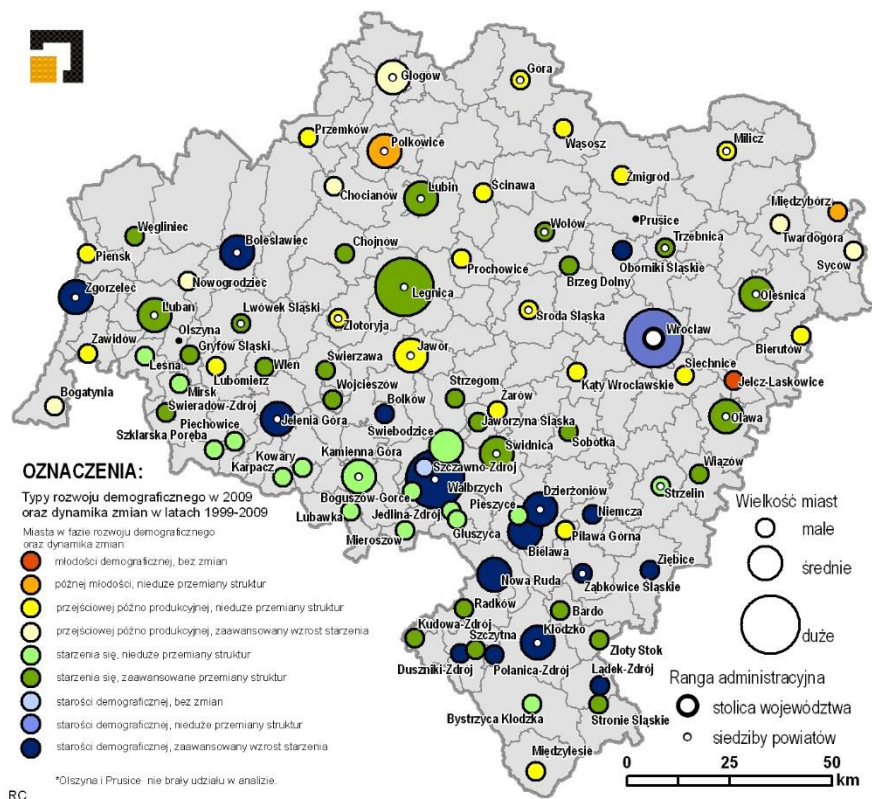 Głogów
Góra
Przemków
Polkowice
Wąsosz
Milicz
Żmigród
Chocianów
Lubin
Ścinawa
Międzybórz
Prusice
Twardogóra
Węgliniec
Bolesławiec
Chojnów
Wołów
Trzebnica
Syców
Pieńsk
Prochowice
Oborniki Śląskie
Nowogrodziec
Brzeg Dolny
Zgorzelec
Legnica
Oleśnica
Lubań
Lwówek Śląski
Złotoryja
Środa Śląska
Wrocław
Olszyna
Zawidów
Gryfów Śląski
Świerzawa
Jawor
Bierutów
Leśna
Lubomierz
Wleń
Siechnice
Mirsk
Wojcieszów
Strzegom
Kąty Wrocławskie
Jelcz-Laskowice
Bogatynia
Świeradów-Zdrój
Bolków
Żarów
Piechowice
Jelenia Góra
Świebodzice
Jaworzyna Śląska
Oława
Szklarska Poręba
Sobótka
Kowary
Kamienna Góra
Świdnica
Karpacz
Szczawno-Zdrój
Wiązów
Wałbrzych
Strzelin
Boguszów-Gorce
Dzierżoniów
Lubawka
Jedlina-Zdrój
Pieszyce
Niemcza
Mieroszów
Głuszyca
Piława Górna
Bielawa
Ziębice
Nowa Ruda
Ząbkowice Śląskie
Radków
Bardo
Kudowa-Zdrój
Szczytna
Kłodzko
Złoty Stok
Duszniki-Zdrój
Polanica-Zdrój
Lądek-Zdrój
Bystrzyca Kłodzka
Stronie Śląskie
Międzylesie
OZNACZENIA:
Typy rozwoju demograficznego w 2009
oraz dynamika zmian w latach 1999-2009
Miasta w fazie rozwoju demograficznego
oraz dynamika zmian:
młodości demograficznej, bez zmian
późnej młodości, nieduże przemiany struktur
przejściowej późno produkcyjnej, nieduże przemiany struktur
przejściowej późno produkcyjnej, zaawansowany wzrost starzenia
starzenia się, nieduże przemiany struktur
starzenia się, zaawansowane przemiany struktur
starości demograficznej, bez zmian
starości demograficznej, nieduże przemiany struktur
starości demograficznej, zaawansowany wzrost starzenia
*Olszyna i Prusice nie brały udziału w analizie.
RC
Wielkość miast
małe
średnie
duże
Ranga administracyjna
stolica województwa
siedziby powiatów
0 25 50
km